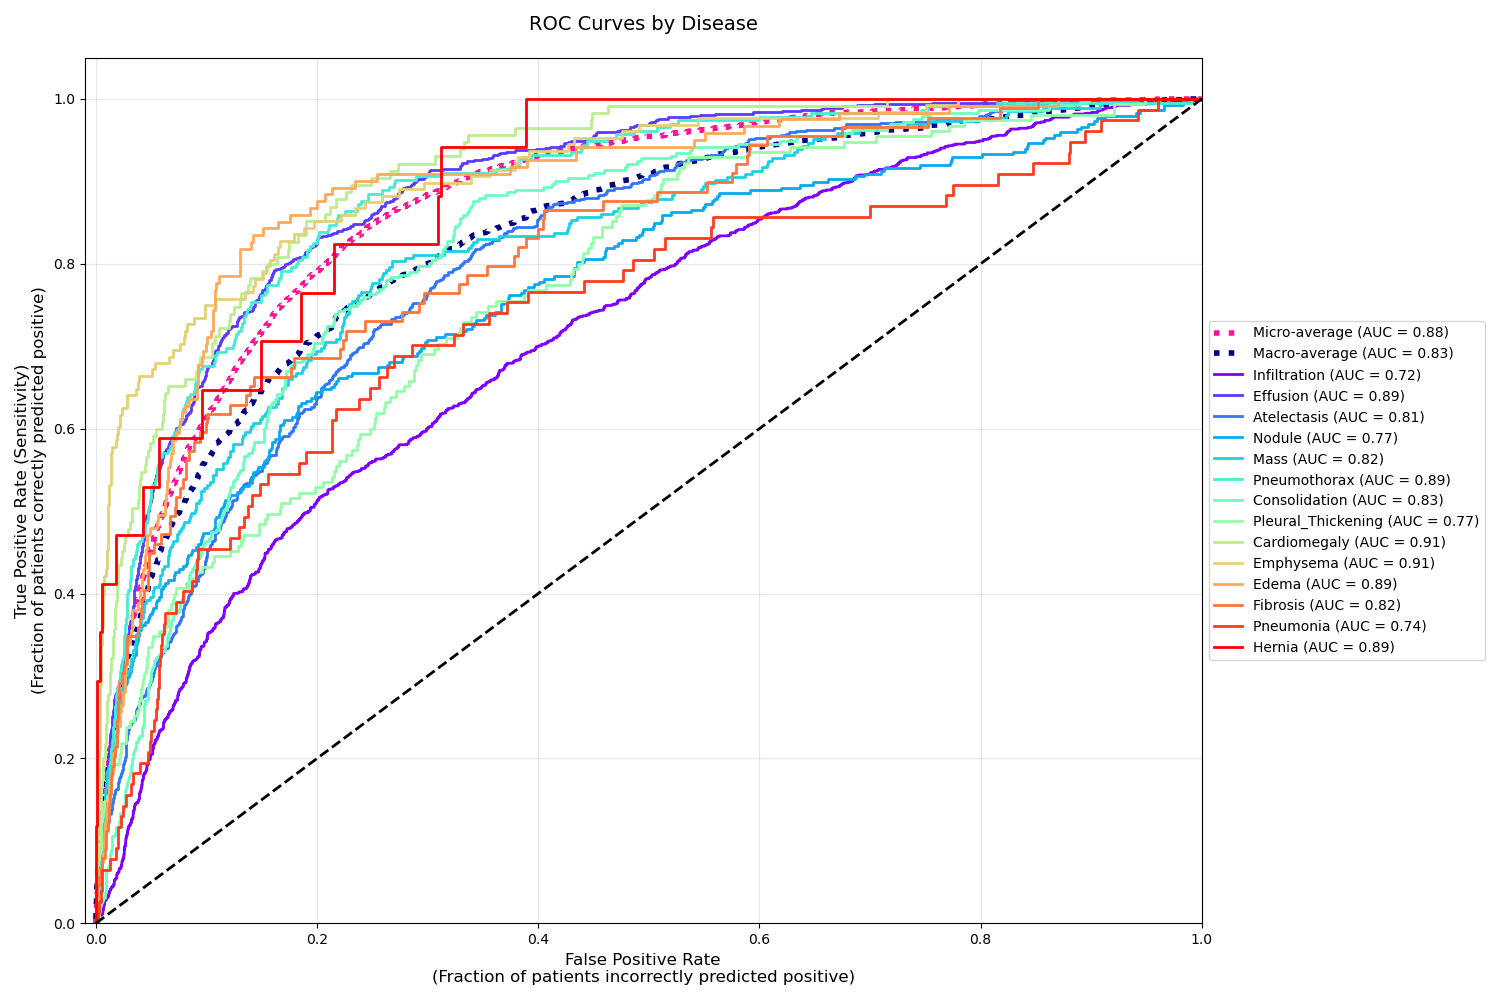 ROC Curves by Disease
True Positive Rate (Sensitivity)
(Fraction of patients correctly predicted positive)
1.0
0.8
0.6
0.4
0.2
0.0
0.0
0.2
0.4
0.6
0.8
1.0
False Positive Rate
(Fraction of patients incorrectly predicted positive)
Micro-average (AUC = 0.88)
Macro-average (AUC = 0.83)
Infiltration (AUC = 0.72)
Effusion (AUC = 0.89)
Atelectasis (AUC = 0.81)
Nodule (AUC = 0.77)
Mass (AUC = 0.82)
Pneumothorax (AUC = 0.89)
Consolidation (AUC = 0.83)
Pleural_Thickening (AUC = 0.77)
Cardiomegaly (AUC = 0.91)
Emphysema (AUC = 0.91)
Edema (AUC = 0.89)
Fibrosis (AUC = 0.82)
Pneumonia (AUC = 0.74)
Hernia (AUC = 0.89)